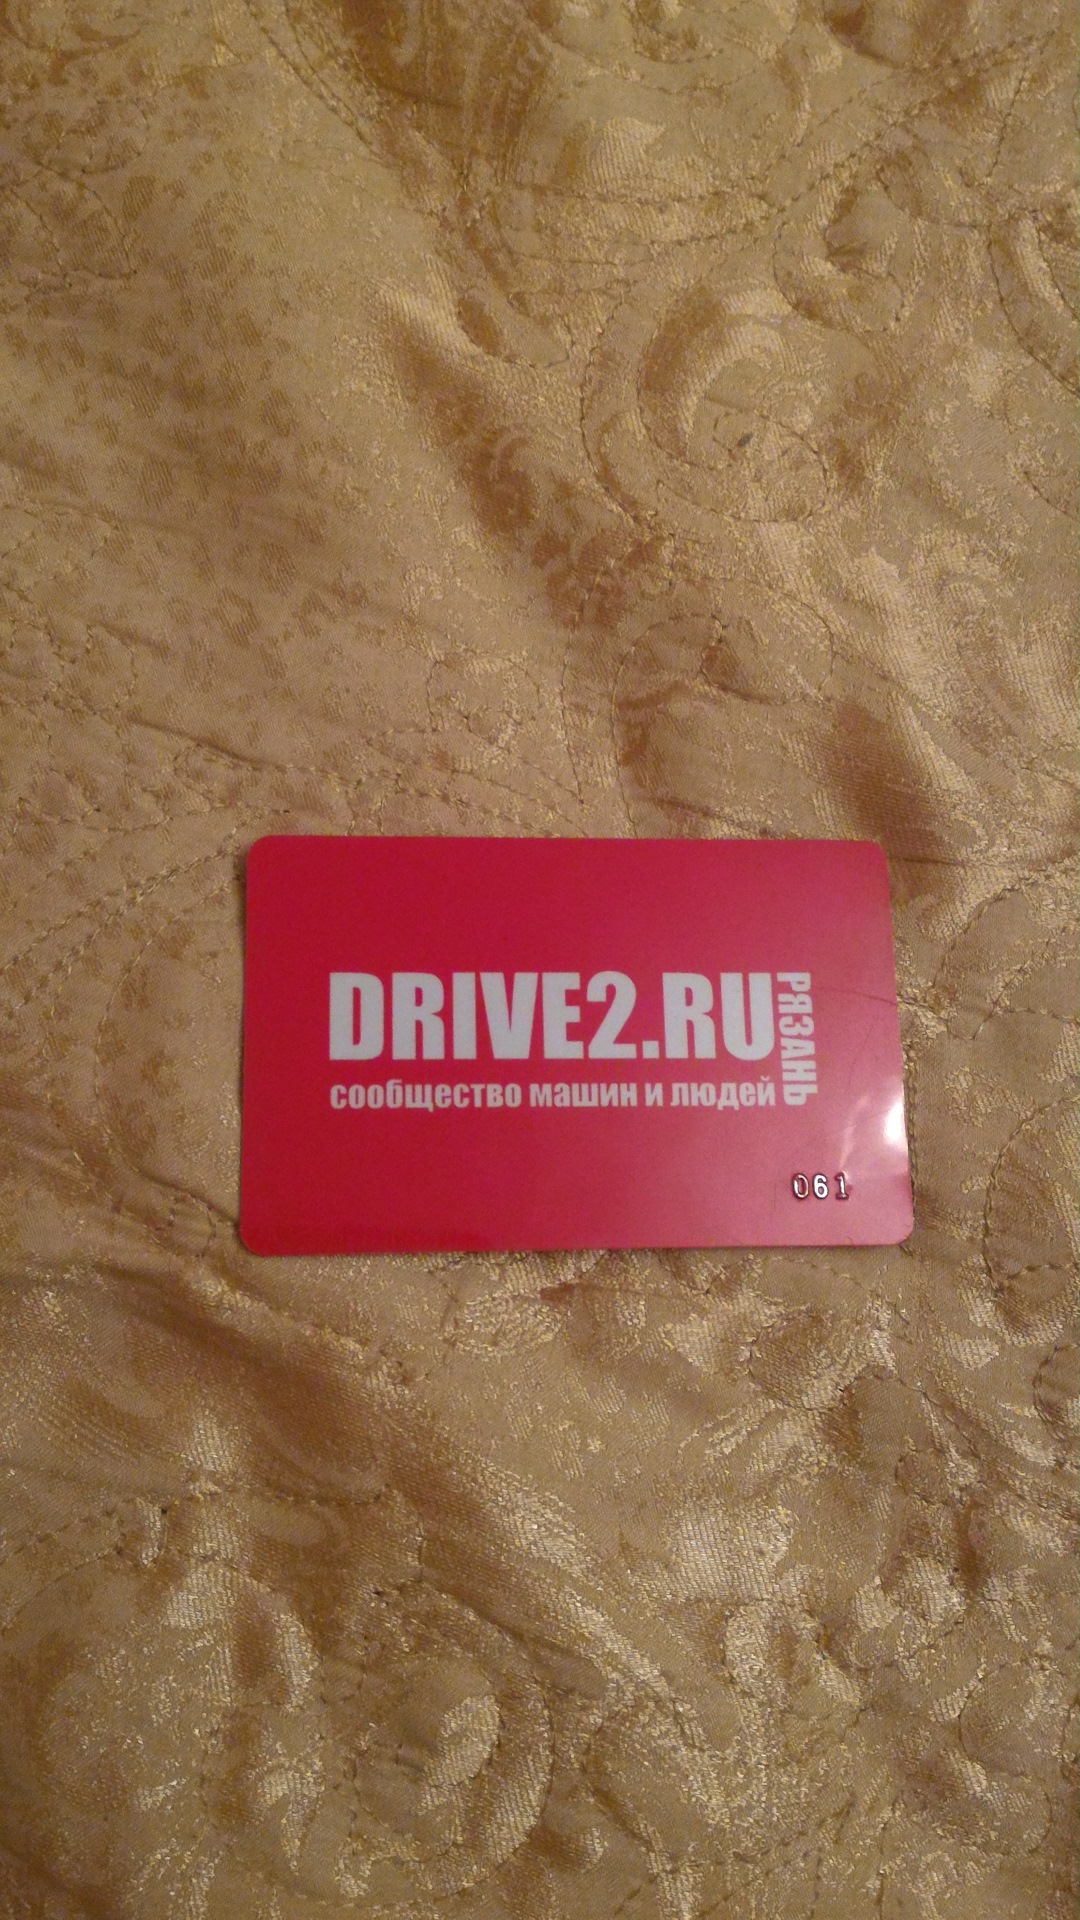 DRIVE2.RU
РЯЗАНЬ
сообщество машин и людей
061